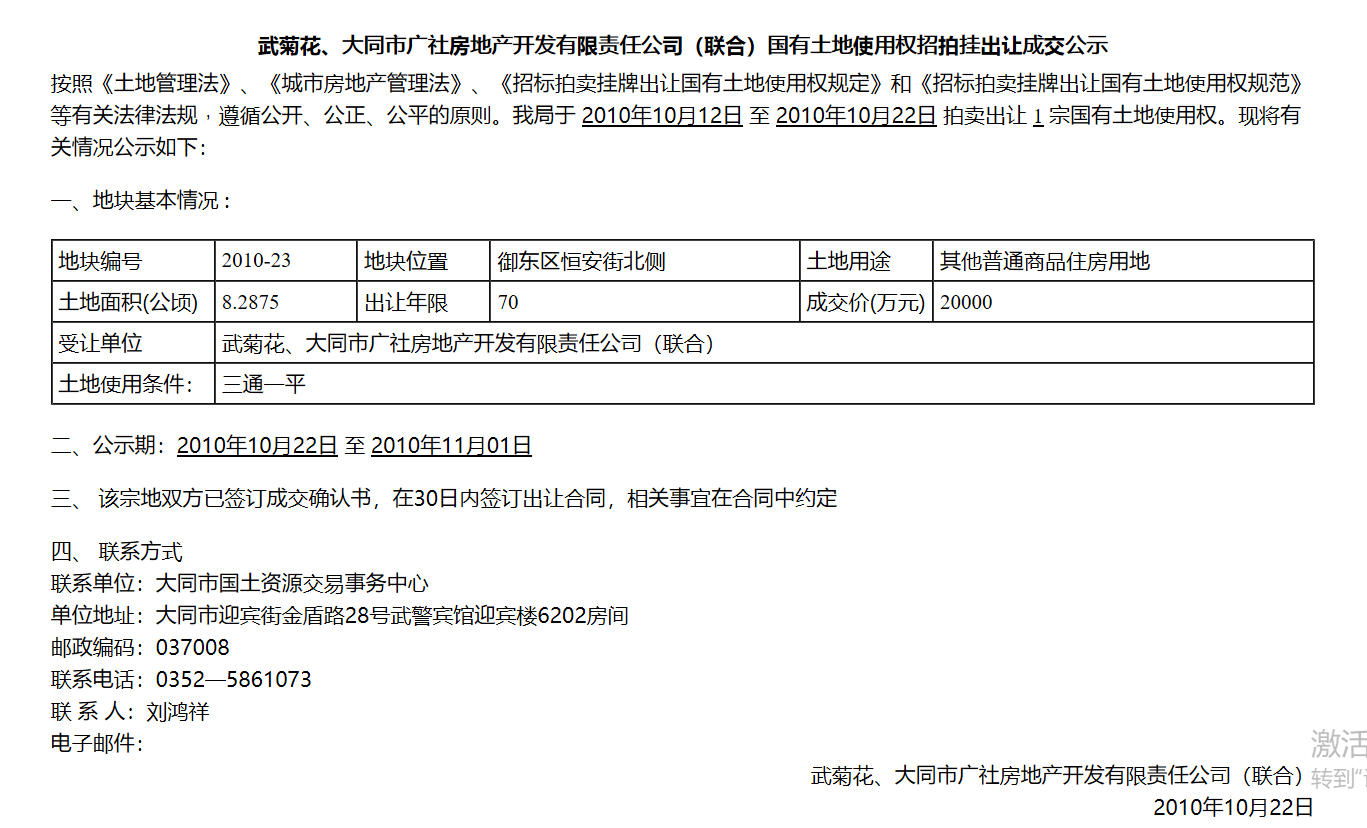 武菊花、大同市广社房地产开发有限责任公司（联合）国有土地使用权招拍挂出让成交公示
按照《土地管理法》、《城市房地产管理法》、《招标拍卖挂牌出让国有土地使用权规定》和《招标拍卖挂牌出让国有土地使用权规范》
等有关法律法规，遵循公开、公正、公平的原则。我局于 2010年10月12日 至 2010年10月22日 拍卖出让 1 宗国有土地使用权。现将有
关情况公示如下：
一、地块基本情况：
地块编号 2010-23 地块位置 御东区恒安街北侧 土地用途 其他普通商品住房用地
土地面积(公顷) 8.2875 出让年限 70 成交价(万元) 20000
受让单位 武菊花、大同市广社房地产开发有限责任公司（联合）
土地使用条件： 三通一平
二、公示期：2010年10月22日 至 2010年11月01日
三、 该宗地双方已签订成交确认书，在30日内签订出让合同，相关事宜在合同中约定
四、 联系方式
联系单位：大同市国土资源交易事务中心
单位地址：大同市迎宾街金盾路28号武警宾馆迎宾楼6202房间
邮政编码：037008
联系电话：0352—5861073
联 系 人：刘鸿祥
电子邮件：
武菊花、大同市广社房地产开发有限责任公司（联合）
2010年10月22日
激活
转到“